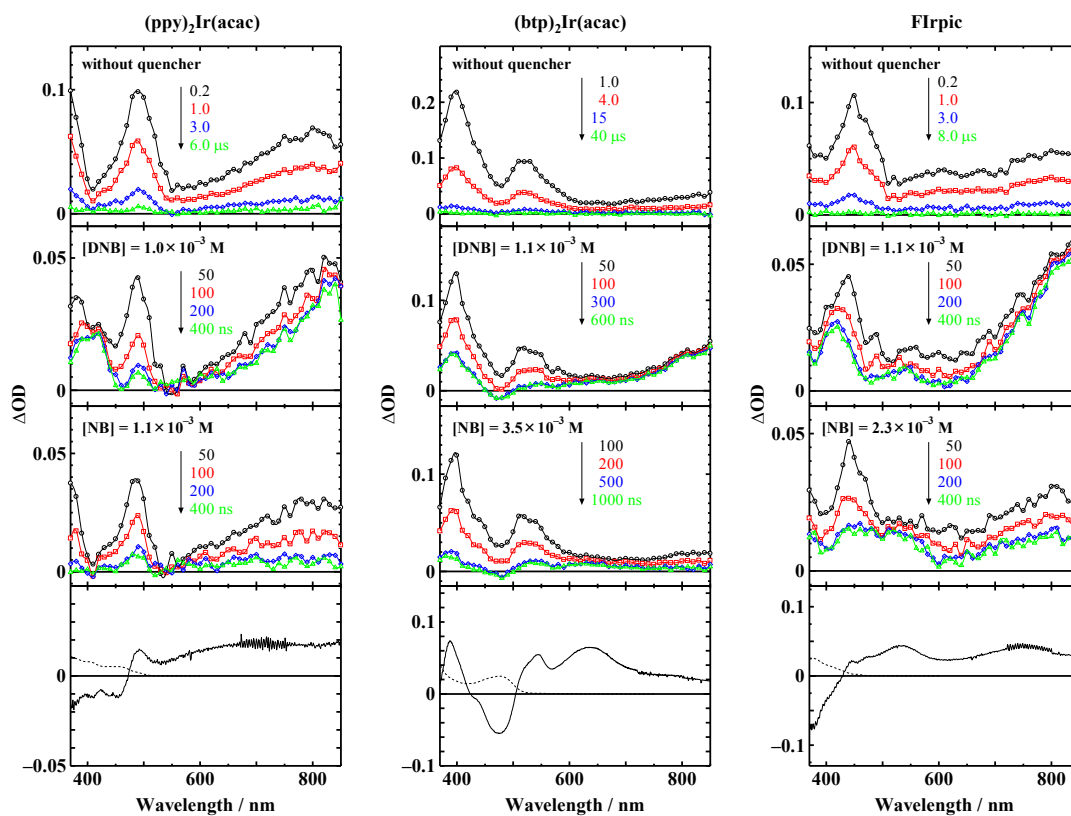 (ppy)₂Ir(acac)
(btp)₂Ir(acac)
FIrpic
without quencher
0.2
1.0
3.0
6.0 μs
0.1
0
without quencher
1.0
4.0
15
40 μs
0.2
0.1
0
without quencher
0.2
1.0
3.0
8.0 μs
0.1
0
[DNB] = 1.0 × 10⁻³ M
50
100
200
400 ns
0.05
0
[DNB] = 1.1 × 10⁻³ M
50
100
300
600 ns
0.1
0
[DNB] = 1.1 × 10⁻³ M
50
100
200
400 ns
0.05
0
ΔOD
ΔOD
ΔOD
[NB] = 1.1 × 10⁻³ M
50
100
200
400 ns
0.05
0
[NB] = 3.5 × 10⁻³ M
100
200
500
1000 ns
0.1
0
[NB] = 2.3 × 10⁻³ M
50
100
200
400 ns
0.05
0
0
–0.05
0.1
0
–0.1
0.1
0
–0.1
400 600 800
400 600 800
400 600 800
Wavelength / nm
Wavelength / nm
Wavelength / nm